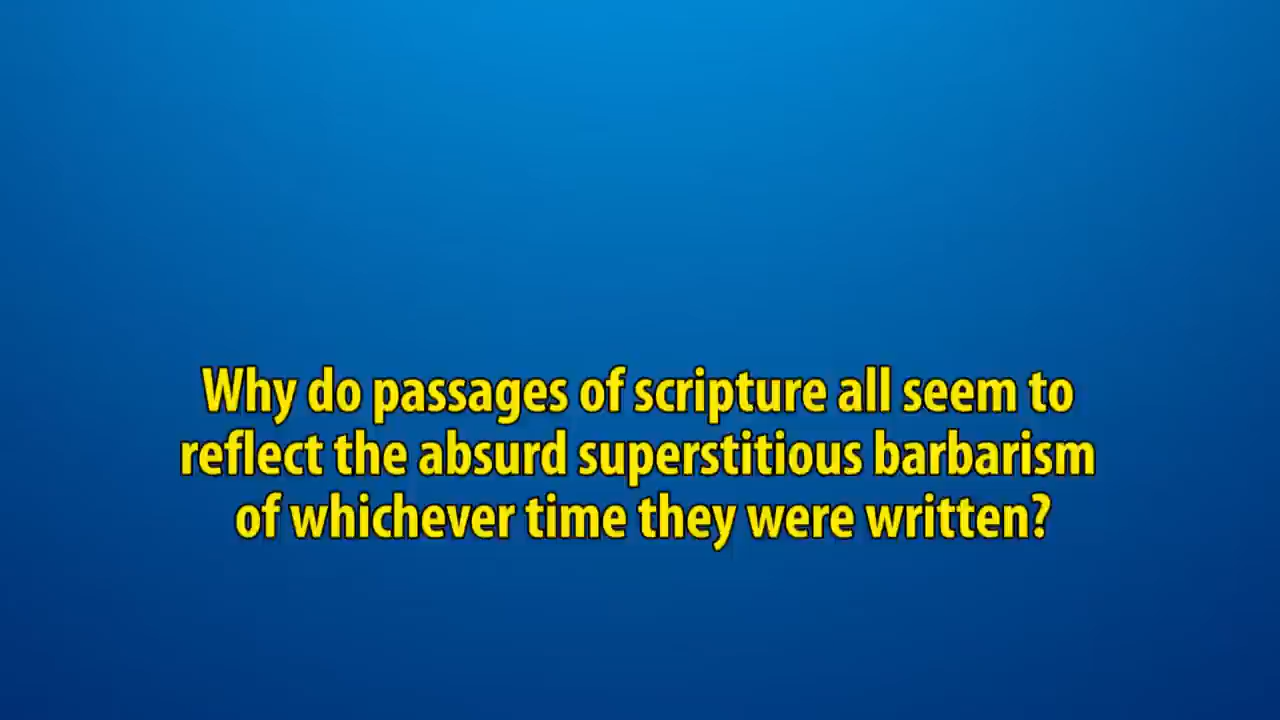 Why do passages of scripture all seem to
reflect the absurd superstitious barbarism
of whichever time they were written?